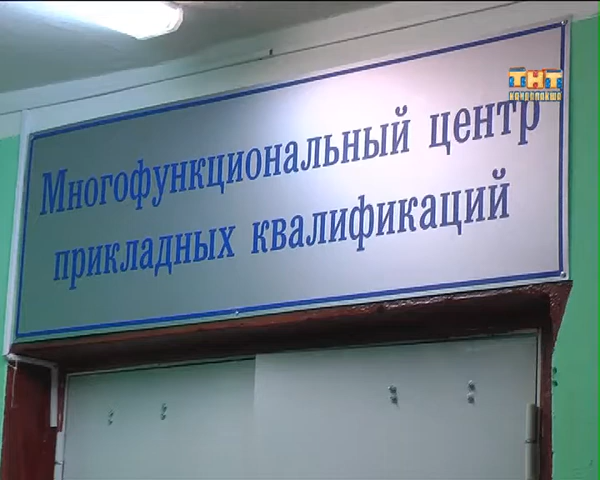 ТНТ
Многофункциональный центр
прикладных квалификаций